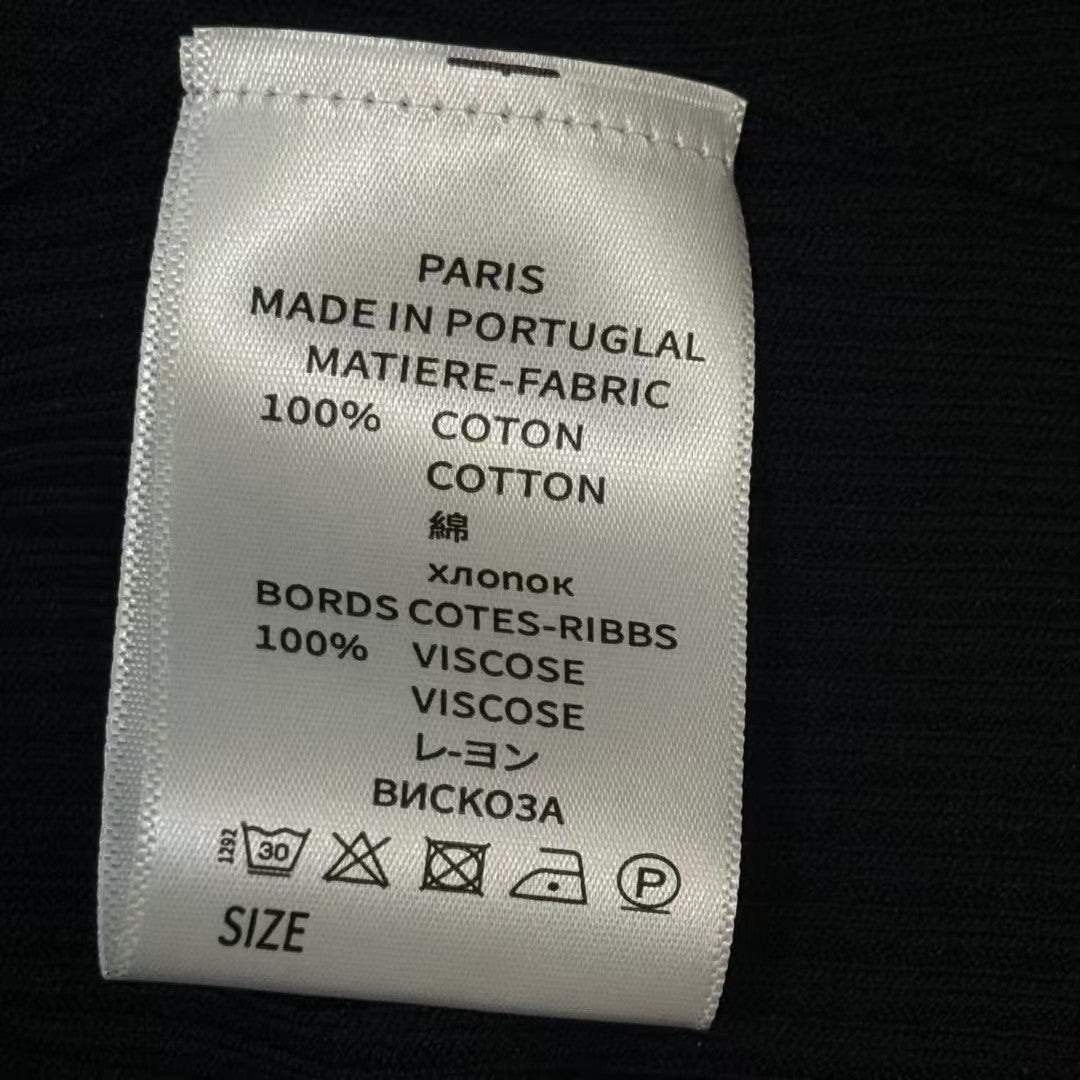 PARIS
MADE IN PORTUGLAL
MATIERE-FABRIC
100% COTON
COTTON
綿
хлопок
BORDS COTES-RIBBS
100% VISCOSE
VISCOSE
レ-ヨン
ВИСКОЗА
1292 30 P
SIZE